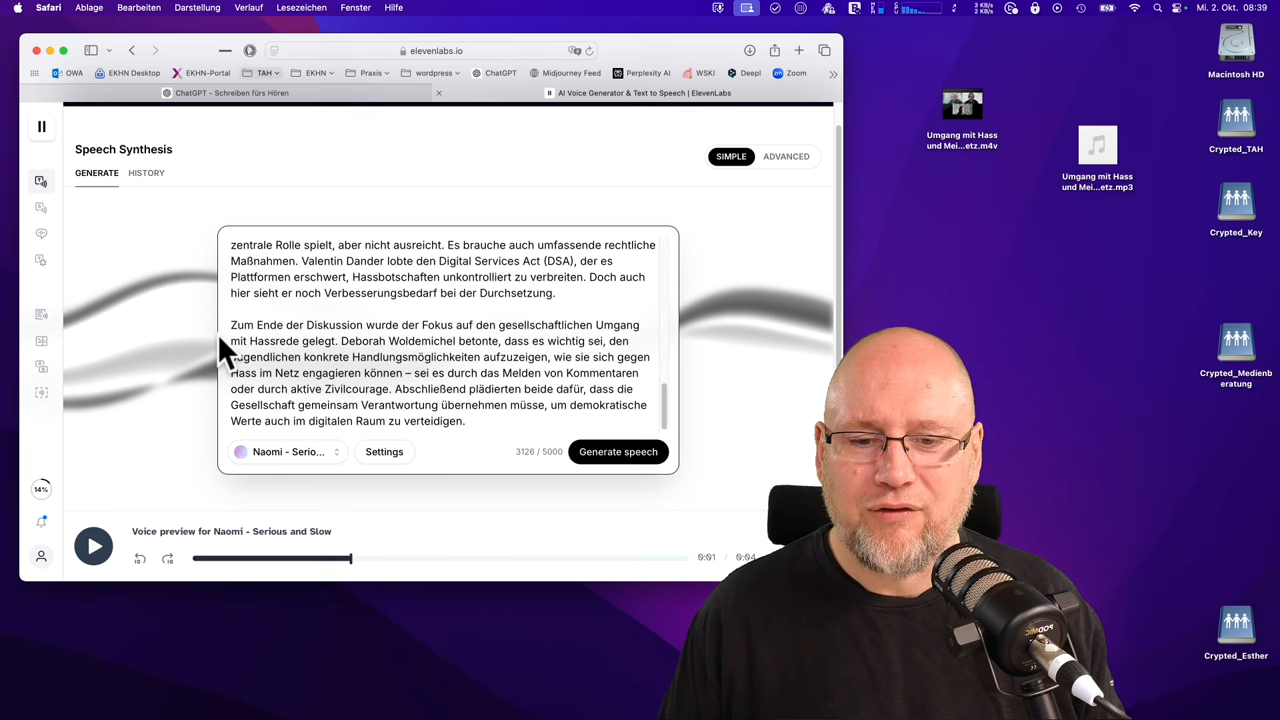 Safari Ablage Bearbeiten Darstellung Verlauf Lesezeichen Fenster Hilfe Mi. 2. Okt. 08:39
elevenlabs.io
OWA EKHN Desktop EKHN-Portal TAH EKHN Praxis wordpress ChatGPT Midjourney Feed Perplexity AI WSKI Deepl Zoom
ChatGPT - Schreiben fürs Hören
AI Voice Generator & Text to Speech | ElevenLabs
Speech Synthesis
SIMPLE ADVANCED
GENERATE HISTORY
zentrale Rolle spielt, aber nicht ausreicht. Es brauche auch umfassende rechtliche
Maßnahmen. Valentin Dander lobte den Digital Services Act (DSA), der es
Plattformen erschwert, Hassbotschaften unkontrolliert zu verbreiten. Doch auch
hier sieht er noch Verbesserungsbedarf bei der Durchsetzung.
Zum Ende der Diskussion wurde der Fokus auf den gesellschaftlichen Umgang
mit Hassrede gelegt. Deborah Woldemichel betonte, dass es wichtig sei, den
Jugendlichen konkrete Handlungsmöglichkeiten aufzuzeigen, wie sie sich gegen
Hass im Netz engagieren können – sei es durch das Melden von Kommentaren
oder durch aktive Zivilcourage. Abschließend plädierten beide dafür, dass die
Gesellschaft gemeinsam Verantwortung übernehmen müsse, um demokratische
Werte auch im digitalen Raum zu verteidigen.
Naomi - Serio... Settings 3126 / 5000 Generate speech
14%
Voice preview for Naomi - Serious and Slow
0:01 / 0:04
Macintosh HD
Umgang mit Hass
und Mei...etz.m4v
Umgang mit Hass
und Mei...etz.mp3
Crypted_TAH
Crypted_Key
Crypted_Medienb
eratung
Crypted_Esther
PODMIC